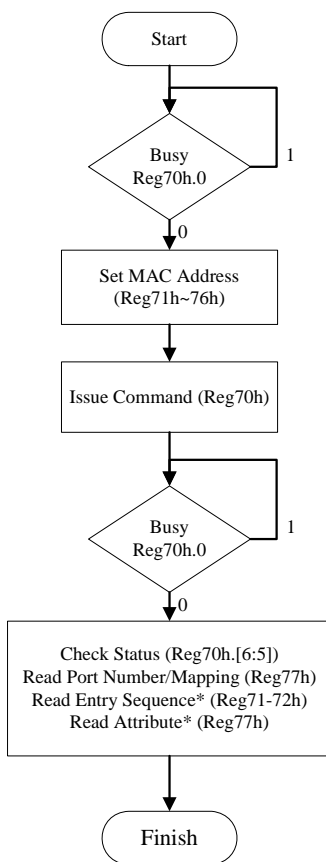 Start
Busy
Reg70h.0
1
0
Set MAC Address
(Reg71h~76h)
Issue Command (Reg70h)
Busy
Reg70h.0
1
0
Check Status (Reg70h.[6:5])
Read Port Number/Mapping (Reg77h)
Read Entry Sequence* (Reg71-72h)
Read Attribute* (Reg77h)
Finish